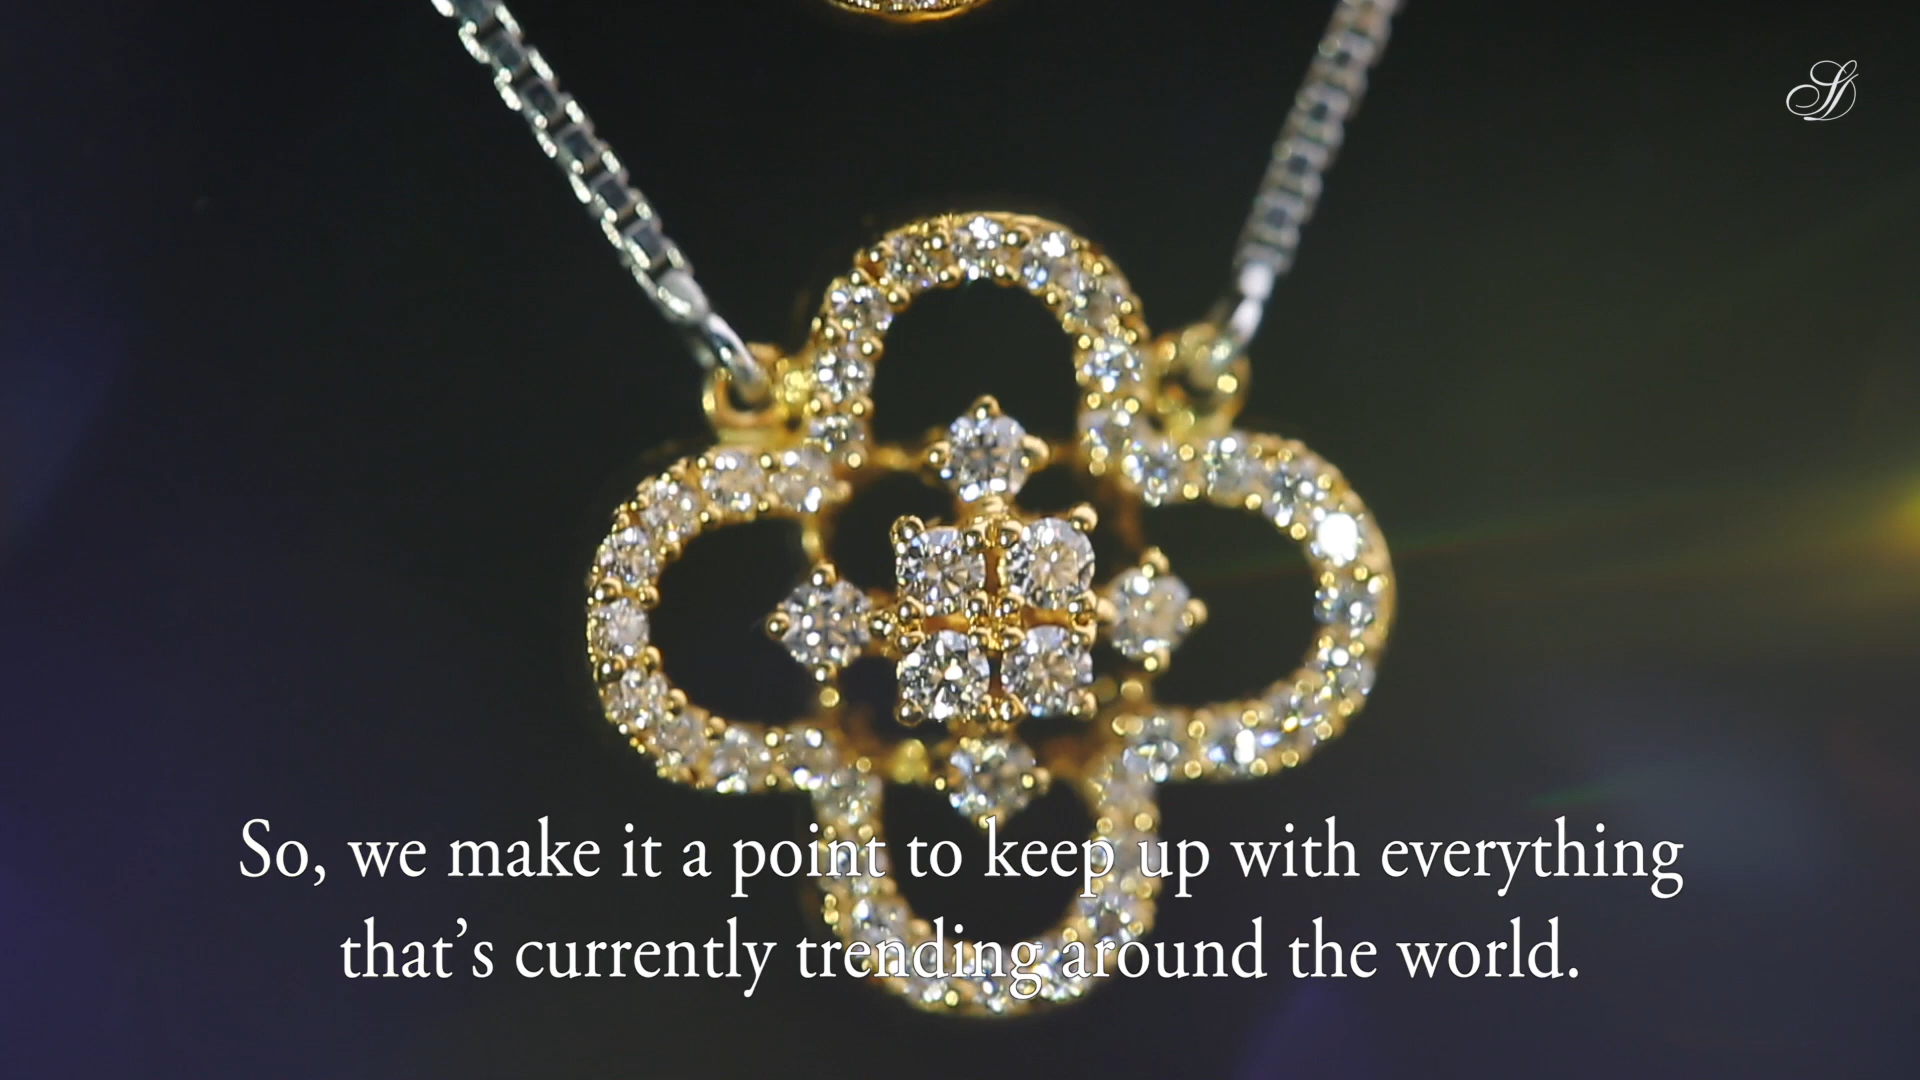 So, we make it a point to keep up with everything
that’s currently trending around the world.